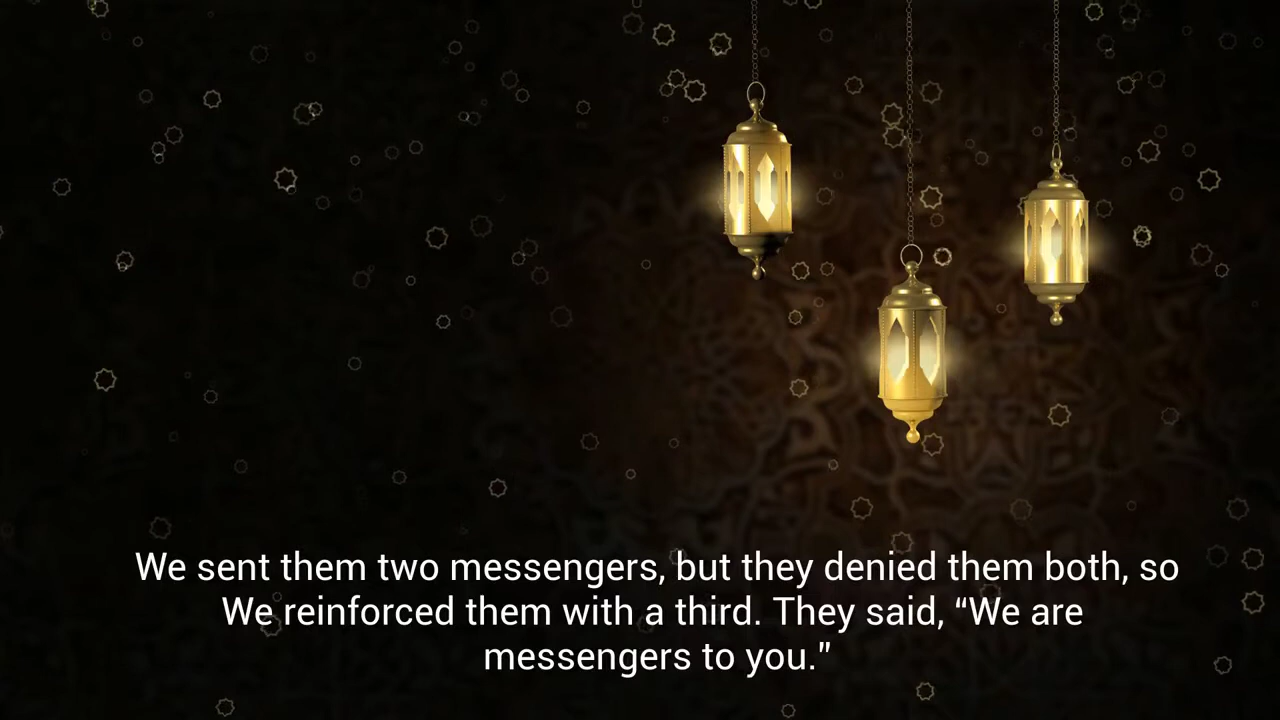 We sent them two messengers, but they denied them both, so
We reinforced them with a third. They said, “We are
messengers to you.”